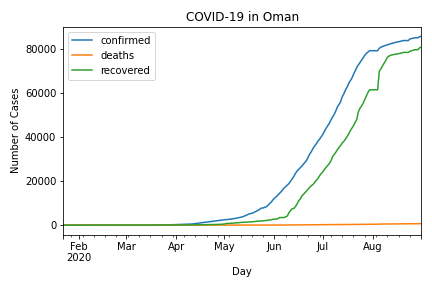 COVID-19 in Oman
confirmed
deaths
recovered
Number of Cases
80000
60000
40000
20000
0
Feb Mar Apr May Jun Jul Aug
2020
Day